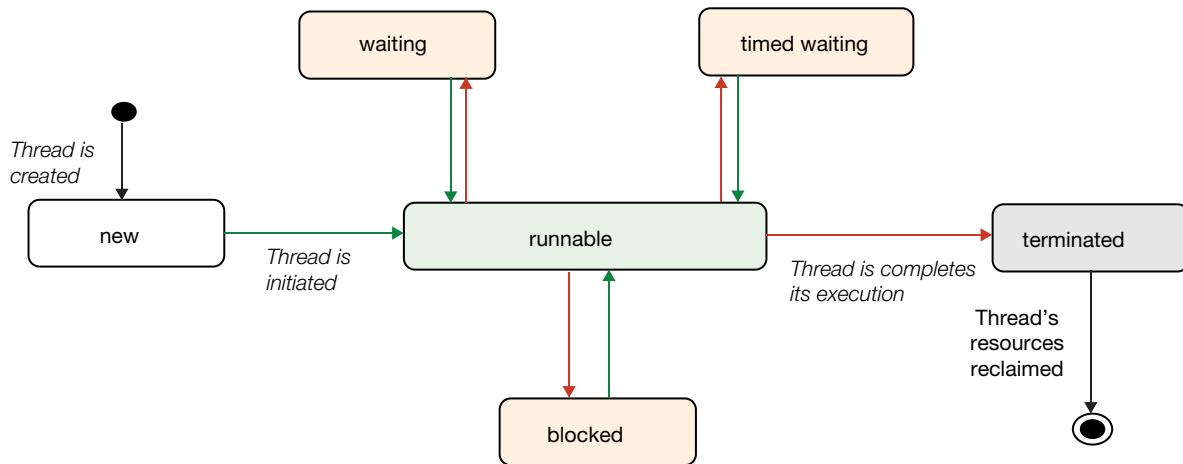 waiting
timed waiting
Thread is
created
new
Thread is
initiated
runnable
Thread is completes
its execution
terminated
Thread's
resources
reclaimed
blocked